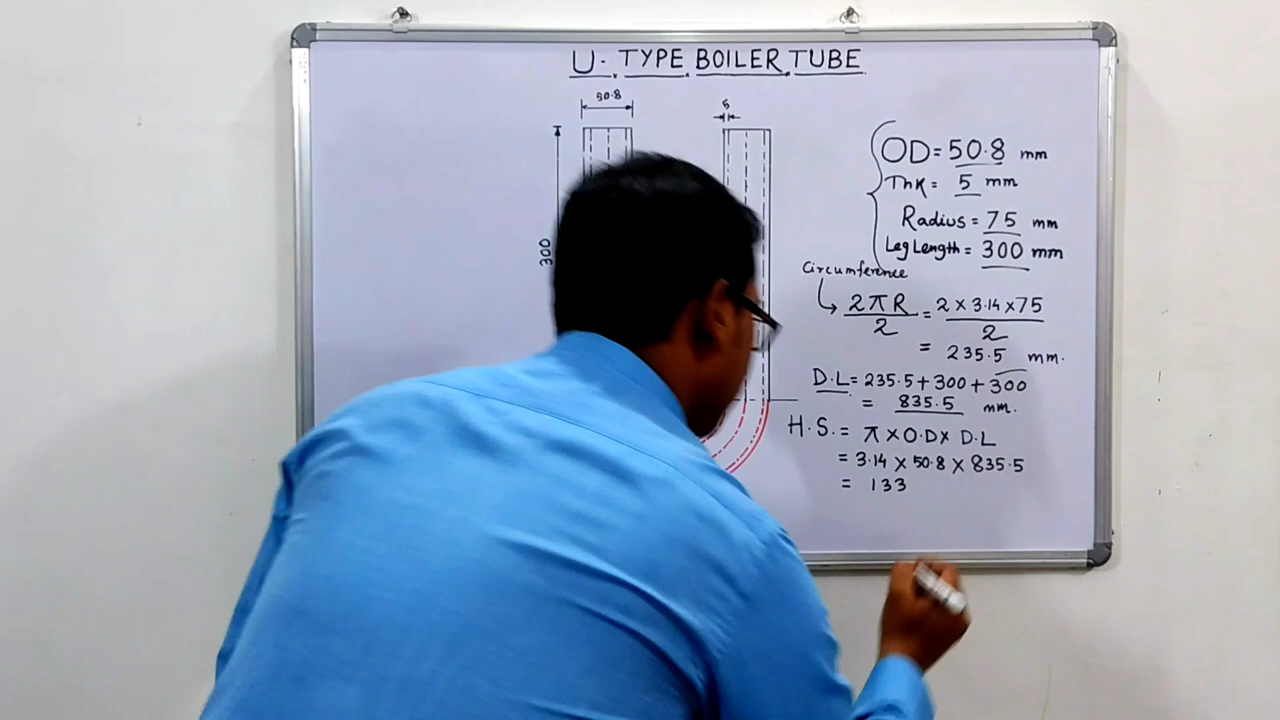 U- TYPE BOILER TUBE
50.8
5
300
OD = 50.8 mm
Thk = 5 mm
Radius = 75 mm
Leg Length = 300 mm
Circumference
2πR/2 = 2 × 3.14 × 75/2
= 235.5 mm.
D.L = 235.5 + 300 + 300
= 835.5 mm.
H.S. = π × O.D × D.L
= 3.14 × 50.8 × 835.5
= 133